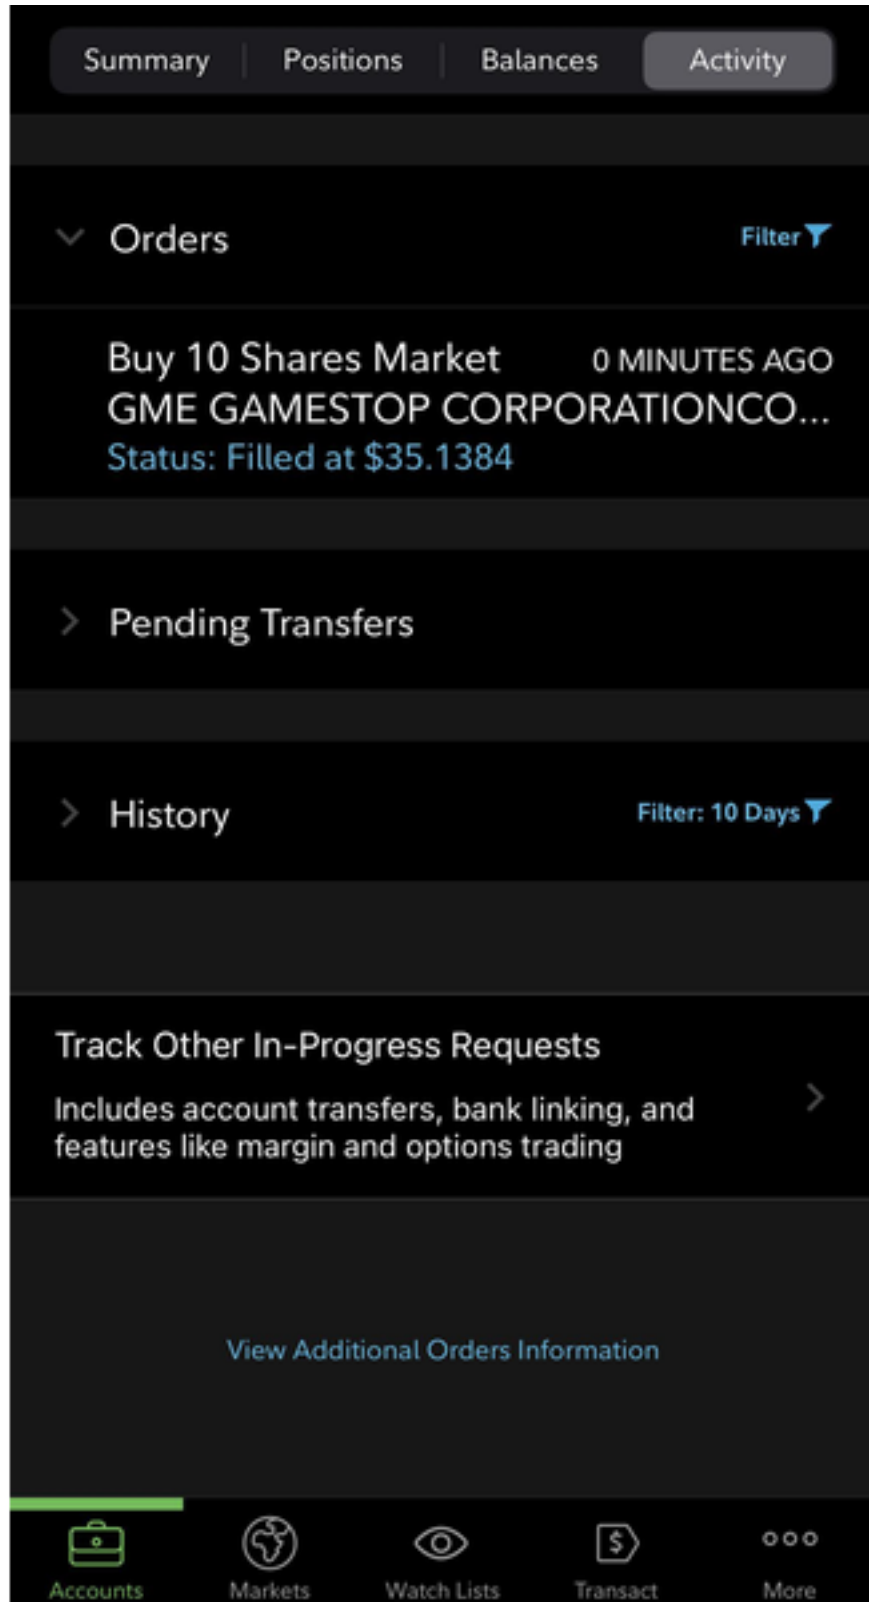 Summary Positions Balances Activity
Orders Filter
Buy 10 Shares Market 0 MINUTES AGO
GME GAMESTOP CORPORATIONCO...
Status: Filled at $35.1384
Pending Transfers
History Filter: 10 Days
Track Other In-Progress Requests
Includes account transfers, bank linking, and
features like margin and options trading
View Additional Orders Information
Accounts Markets Watch Lists Transact More